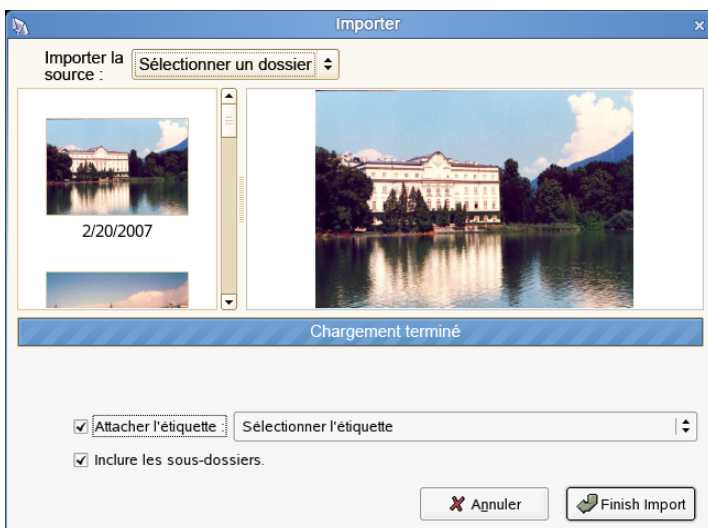 Importer
Importer la
source :
Sélectionner un dossier
2/20/2007
Chargement terminé
Attacher l'étiquette :
Sélectionner l'étiquette
Inclure les sous-dossiers.
Annuler
Finish Import